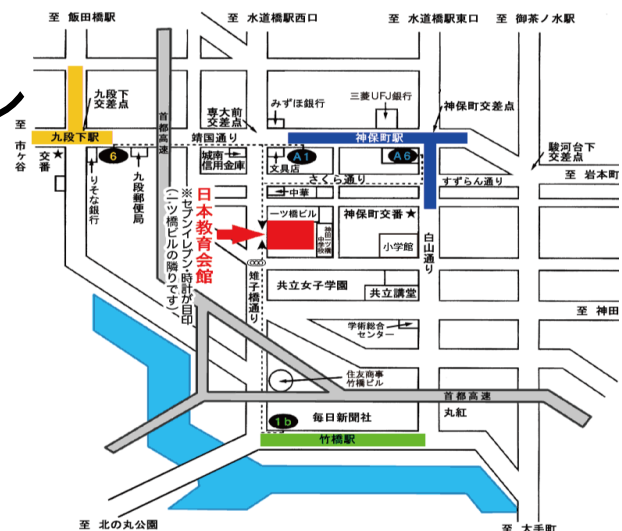 至 飯田橋駅
至 水道橋駅西口
至 水道橋駅東口
至 御茶ノ水駅
九段下
交差点
首都高速
専大前
交差点
みずほ銀行
三菱UFJ銀行
神保町交差点
至 市ヶ谷
九段下駅
靖国通り
神保町駅
駿河台下
交差点
交番★
りそな銀行
6
九段郵便局
城南
信用金庫
文具店
A1
A6
さくら通り
すずらん通り
至 岩本町
中華
日本教育会館
※セブンイレブン・時計が目印
(一ツ橋ビルの隣りです)
一ツ橋ビル
神田一ツ橋
中学校
神保町交番★
小学館
白山通り
雉子橋通り
共立女子学園
共立講堂
至 神田
学術総合
センター
住友商事
竹橋ビル
首都高速
1b
毎日新聞社
丸紅
竹橋駅
至 北の丸公園
至 大手町